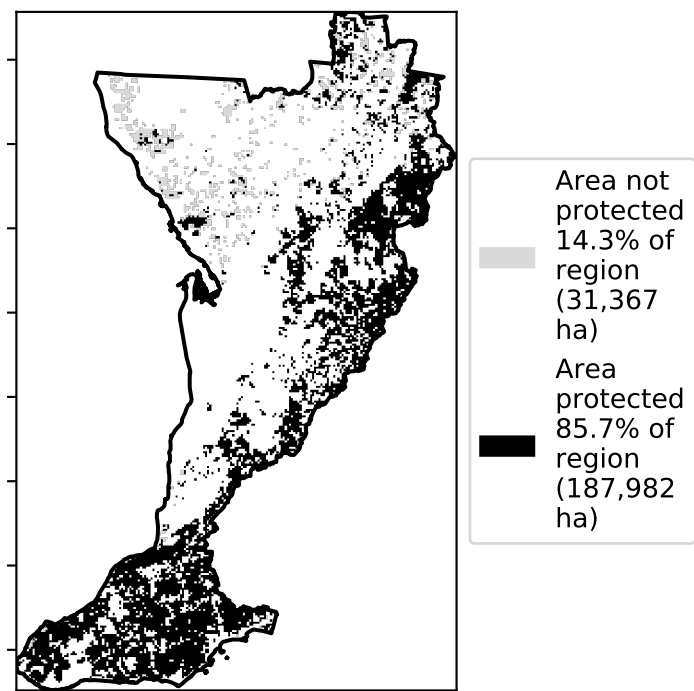 Area not
protected
14.3% of
region
(31,367
ha)
Area
protected
85.7% of
region
(187,982
ha)